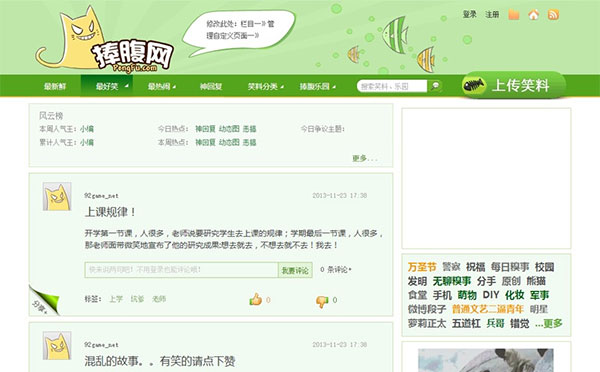 登录 注册
修改此处：栏目一》管
理自定义页面一》
捧腹网
PengFu.com
最新鲜 最好笑 最热闹 神回复 笑料分类 捧腹乐园 搜索笑料，乐园 上传笑料
风云榜
本周人气王：小编 今日热点： 神回复 动态图 恶搞 今日争议主题：
累计人气王：小编 本周热点： 神回复 动态图 恶搞
更多...
92game_net 2013-11-23 17:38
上课规律！
开学第一节课，人很多，老师说要研究学生去上课的规律；学期最后一节课，人很多，
那老师面带微笑地宣布了他的研究成果:想去就去，不想去就不去！我去！
快来说两句吧！不用登录也能评论哦！ 我要评论 0 条评论*
标签： 上学 坑爹 老师 0 0
分享+
92game_net 2013-11-23 17:38
混乱的故事。。有笑的请点下赞
万圣节 警察 祝福 每日糗事 校园
发明 无聊糗事 分手 原创 熊猫
食堂 手机 萌物 DIY 化妆 军事
微博段子 普通文艺二逼青年 明星
萝莉正太 五道杠 兵哥 错觉 ...更多